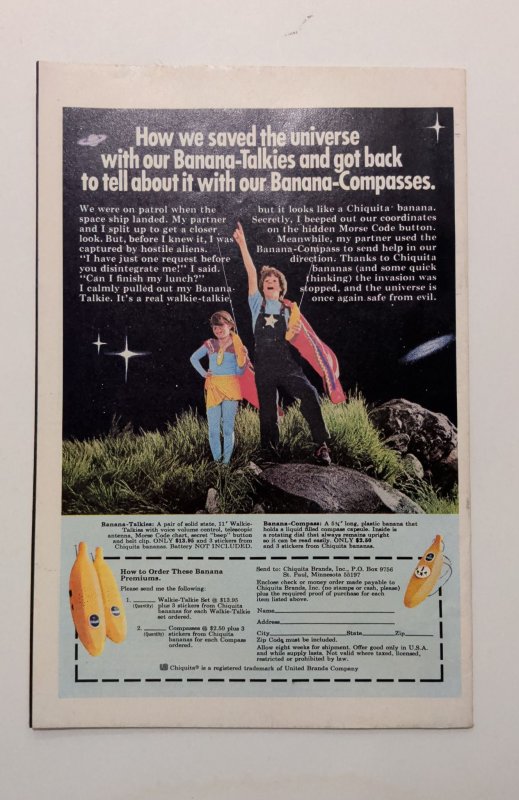 How we saved the universe
with our Banana-Talkies and got back
to tell about it with our Banana-Compasses.
We were on patrol when the
space ship landed. My partner
and I split up to get a closer
look. But, before I knew it, I was
captured by hostile aliens.
"I have just one request before
you disintegrate me!" I said.
"Can I finish my lunch?"
I calmly pulled out my Banana-
Talkie. It's a real walkie-talkie,
but it looks like a Chiquita® banana.
Secretly, I beeped out our coordinates
on the hidden Morse Code button.
Meanwhile, my partner used the
Banana-Compass to send help in our
direction. Thanks to Chiquita
bananas (and some quick
thinking) the invasion was
stopped, and the universe is
once again safe from evil.
Banana-Talkies: A pair of solid state, 11" Walkie-
Talkies with voice volume control, telescopic
antenna, Morse Code chart, secret "beep" button
and belt clip. ONLY $13.95 and 3 stickers from
Chiquita bananas. Battery NOT INCLUDED.
Banana-Compass: A 5¾" long, plastic banana that
holds a liquid filled compass capsule. Inside is
a rotating dial that always remains upright
so it can be read easily. ONLY $2.50
and 3 stickers from Chiquita bananas.
How to Order These Banana
Premiums.
Please send me the following:
1. ____ Walkie-Talkie Set @ $13.95
(Quantity) plus 3 stickers from Chiquita
bananas for each Walkie-Talkie
set ordered.
2. ____ Compasses @ $2.50 plus 3
(Quantity) stickers from Chiquita
bananas for each Compass
ordered.
Send to: Chiquita Brands, Inc., P.O. Box 9756
St. Paul, Minnesota 55197
Enclose check or money order made payable to
Chiquita Brands, Inc. (no stamps or cash, please)
plus the required proof of purchase for each
item listed above.
Name
Address
City State Zip
Zip Code must be included.
Allow eight weeks for shipment. Offer good only in U.S.A.
and while supply lasts. Not valid where taxed, licensed,
restricted or prohibited by law.
Chiquita® is a registered trademark of United Brands Company